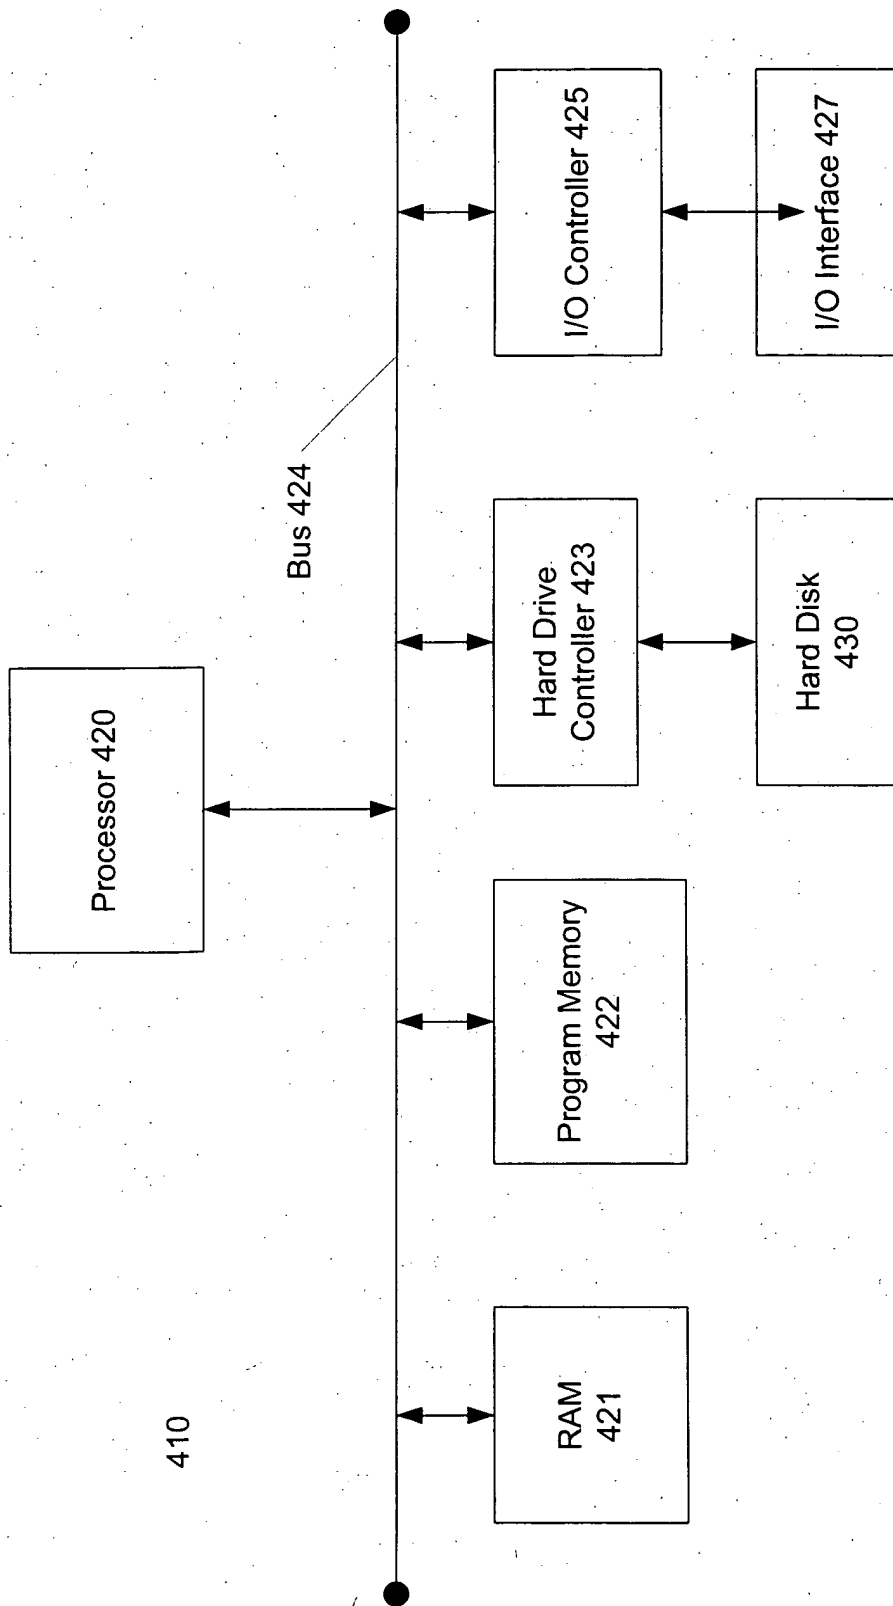 410
Processor 420
Bus 424
RAM
421
Program Memory
422
Hard Drive
Controller 423
I/O Controller 425
Hard Disk
430
I/O Interface 427